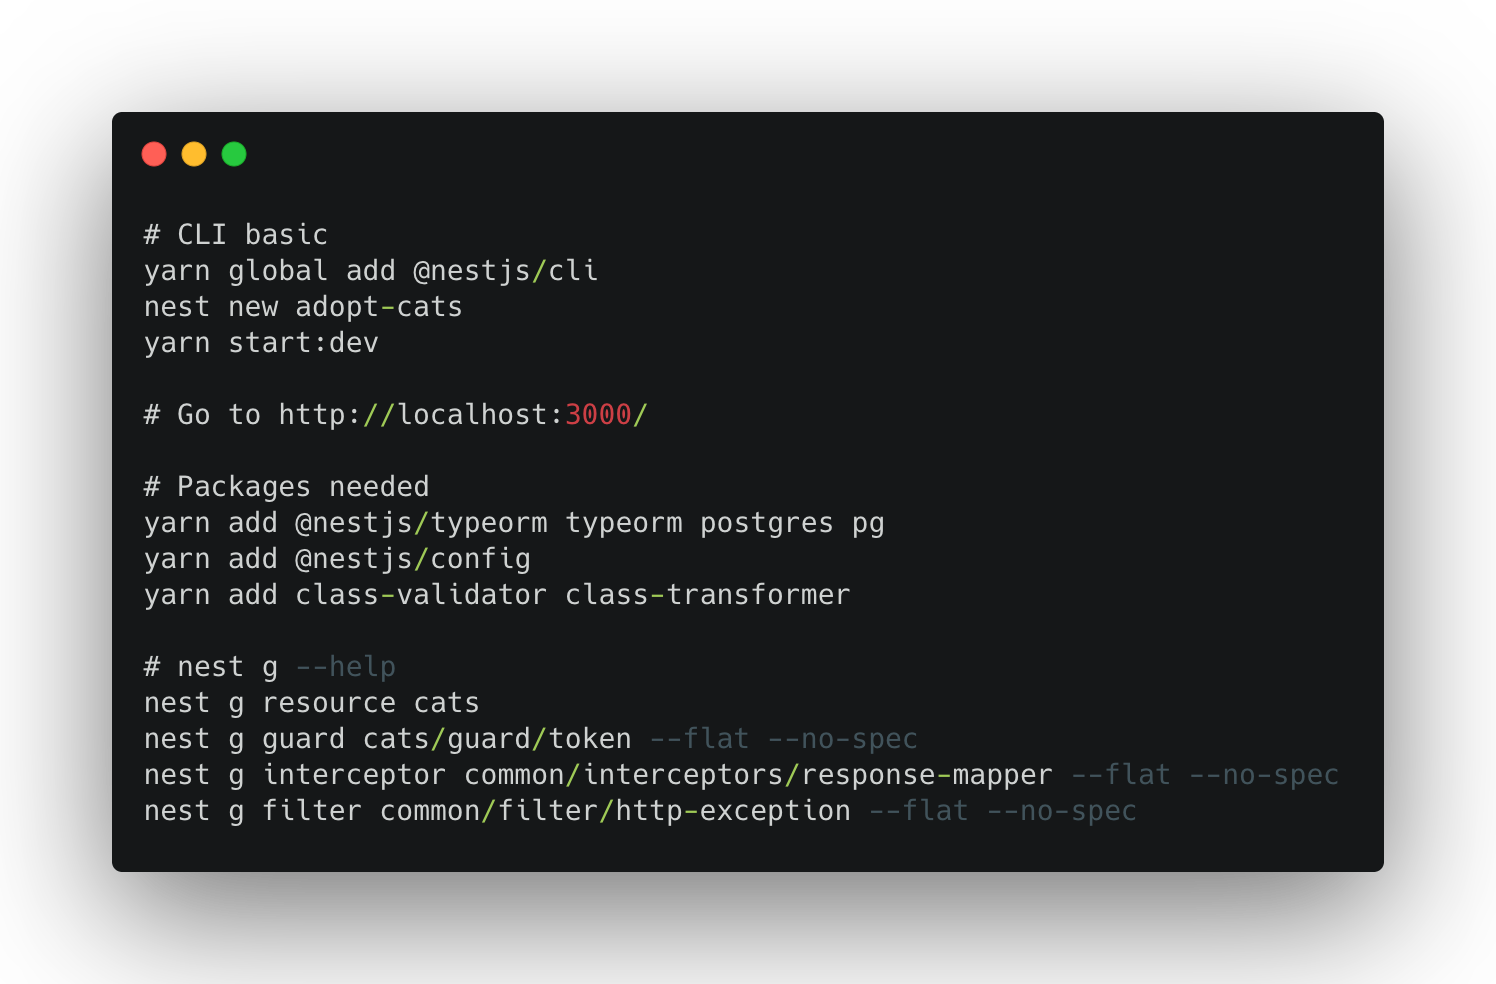 # CLI basic
yarn global add @nestjs/cli
nest new adopt-cats
yarn start:dev
# Go to http://localhost:3000/
# Packages needed
yarn add @nestjs/typeorm typeorm postgres pg
yarn add @nestjs/config
yarn add class-validator class-transformer
# nest g --help
nest g resource cats
nest g guard cats/guard/token --flat --no-spec
nest g interceptor common/interceptors/response-mapper --flat --no-spec
nest g filter common/filter/http-exception --flat --no-spec